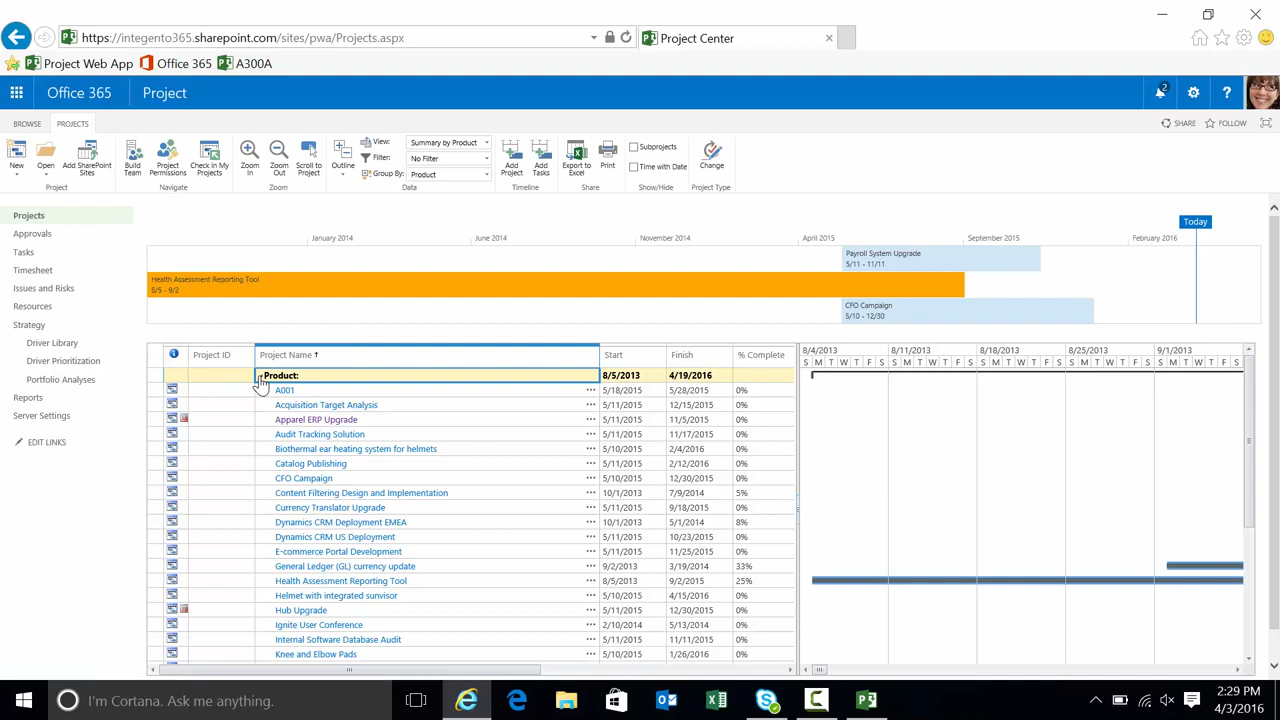 https://integento365.sharepoint.com/sites/pwa/Projects.aspx
Project Center
Project Web App
Office 365
A300A
Office 365
Project
2
?
BROWSE
PROJECTS
SHARE
FOLLOW
New
Open
Add SharePoint Sites
Project
Build Team
Project Permissions
Check in My Projects
Navigate
Zoom In
Zoom Out
Scroll to Project
Zoom
Outline
View:
Summary by Product
Filter:
No Filter
Group By:
Product
Data
Add Project
Add Tasks
Timeline
Export to Excel
Print
Share
Subprojects
Time with Date
Show/Hide
Change
Project Type
Projects
Approvals
Tasks
Timesheet
Issues and Risks
Resources
Strategy
Driver Library
Driver Prioritization
Portfolio Analyses
Reports
Server Settings
EDIT LINKS
Today
January 2014
June 2014
November 2014
April 2015
September 2015
February 2016
Payroll System Upgrade
5/11 - 11/11
Health Assessment Reporting Tool
8/5 - 9/2
CFO Campaign
5/10 - 12/30
Project ID
Project Name
Start
Finish
% Complete
Product: 8/5/2013 4/19/2016
A001 5/18/2015 5/28/2015 0%
Acquisition Target Analysis 5/11/2015 12/15/2015 0%
Apparel ERP Upgrade 5/11/2015 11/5/2015 0%
Audit Tracking Solution 5/11/2015 11/17/2015 0%
Biothermal ear heating system for helmets 5/10/2015 2/4/2016 0%
Catalog Publishing 5/11/2015 2/12/2016 0%
CFO Campaign 5/10/2015 12/30/2015 0%
Content Filtering Design and Implementation 10/1/2013 7/9/2014 5%
Currency Translator Upgrade 5/11/2015 9/18/2015 0%
Dynamics CRM Deployment EMEA 10/1/2013 5/1/2014 8%
Dynamics CRM US Deployment 5/11/2015 10/23/2015 0%
E-commerce Portal Development 5/11/2015 11/25/2015 0%
General Ledger (GL) currency update 9/2/2013 3/19/2014 33%
Health Assessment Reporting Tool 8/5/2013 9/2/2015 25%
Helmet with integrated sunvisor 5/10/2015 4/15/2016 0%
Hub Upgrade 5/11/2015 12/30/2015 0%
Ignite User Conference 2/10/2014 5/13/2014 0%
Internal Software Database Audit 5/11/2015 11/11/2015 0%
Knee and Elbow Pads 5/10/2015 1/26/2016 0%
8/4/2013 8/11/2013 8/18/2013 8/25/2013 9/1/2013
S M T W T F S S M T W T F S S M T W T F S S M T W T F S S M T W T F S
I'm Cortana. Ask me anything.
2:29 PM
4/3/2016